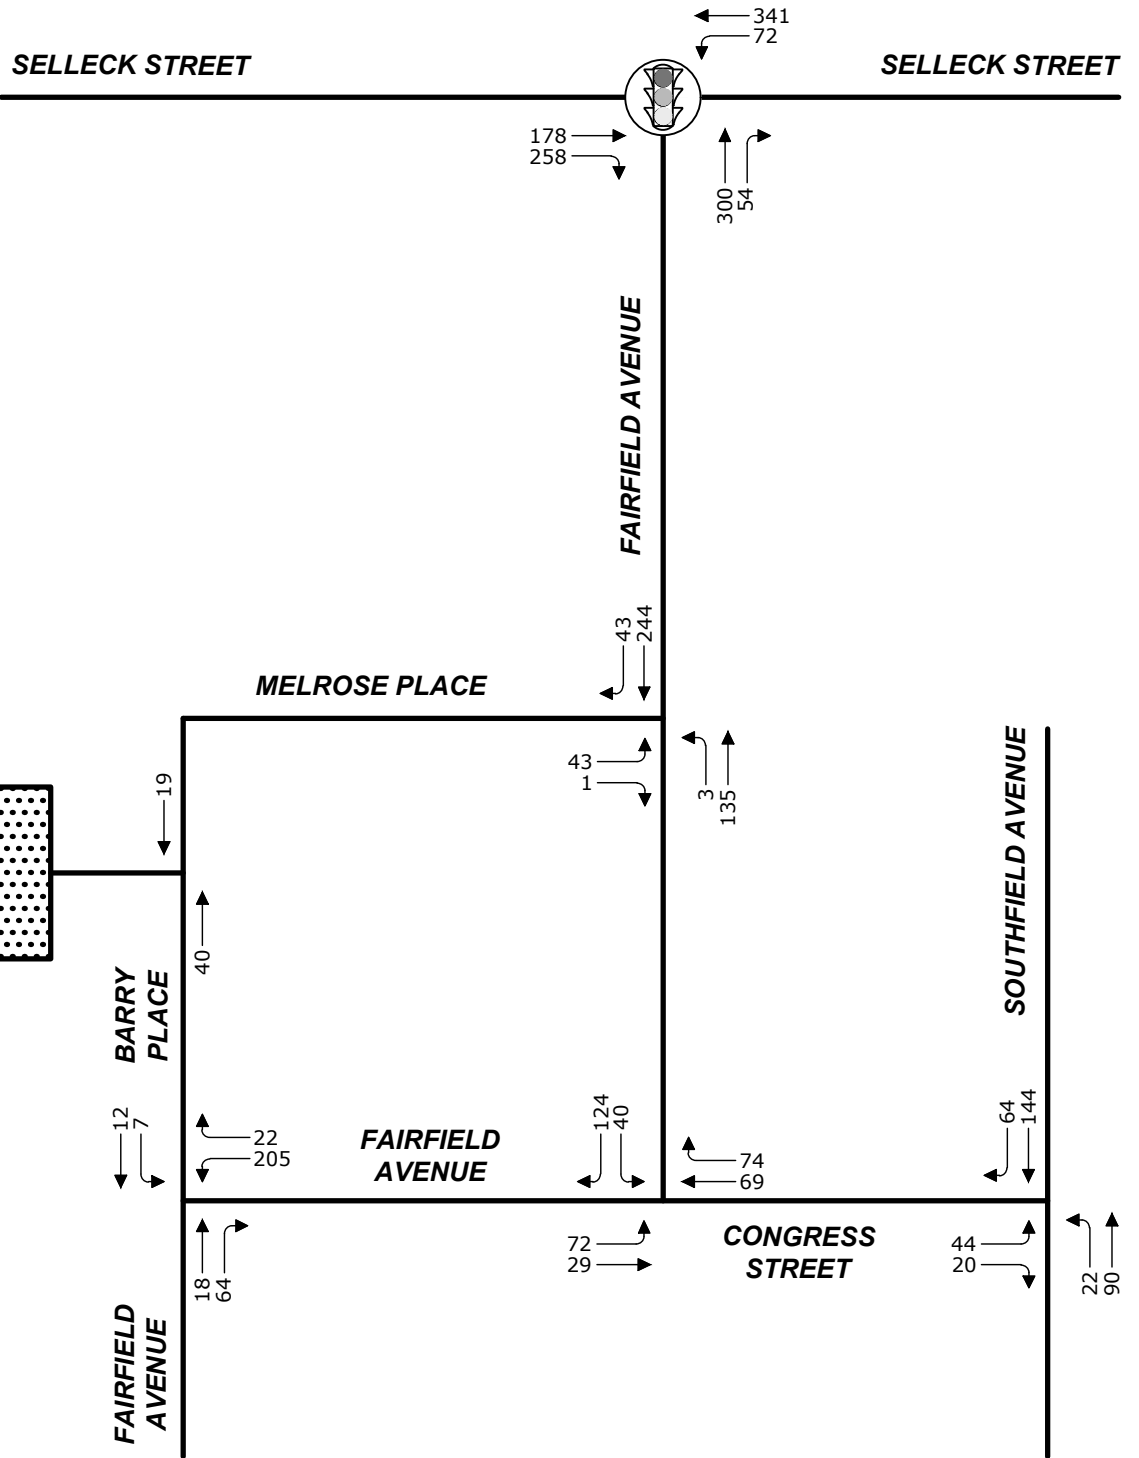 341
72
SELLECK STREET
SELLECK STREET
178
258
300
54
FAIRFIELD AVENUE
43
244
MELROSE PLACE
43
1
3
135
19
SOUTHFIELD AVENUE
40
BARRY
PLACE
12
7
22
205
FAIRFIELD
AVENUE
124
40
74
69
64
144
18
64
72
29
CONGRESS
STREET
44
20
22
90
FAIRFIELD
AVENUE